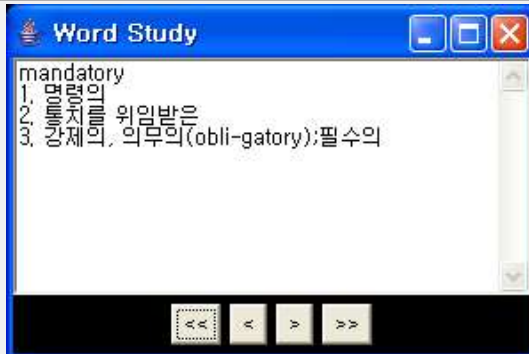 Word Study
mandatory
1. 명령의
2. 통치를 위임받은
3. 강제의, 의무의(obli-gatory);필수의
<< < > >>